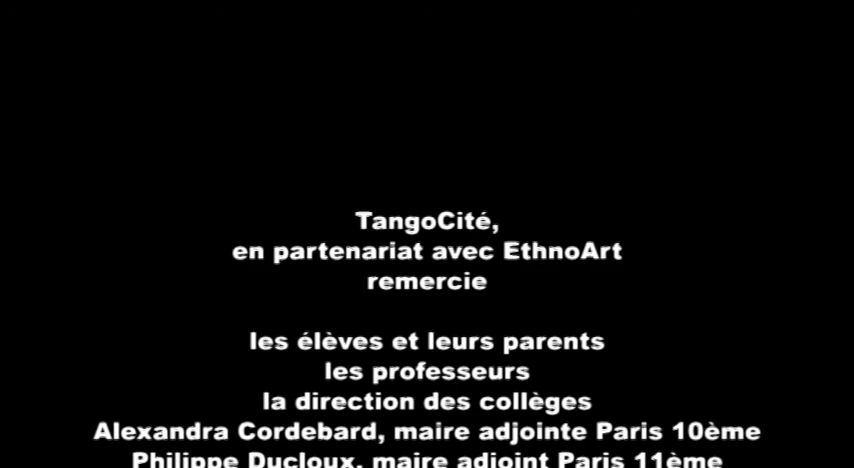 TangoCité,
en partenariat avec EthnoArt
remercie
les élèves et leurs parents
les professeurs
la direction des collèges
Alexandra Cordebard, maire adjointe Paris 10ème
Philippe Ducloux, maire adjoint Paris 11ème